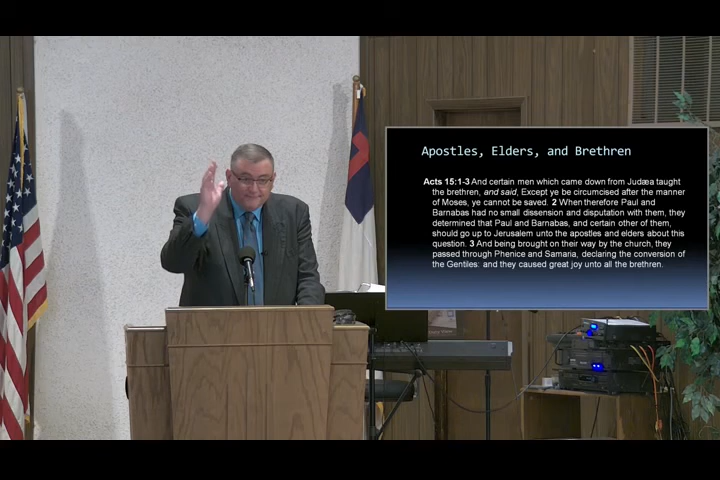 Apostles, Elders, and Brethren
Acts 15:1-3 And certain men which came down from Judæa taught
the brethren, and said, Except ye be circumcised after the manner
of Moses, ye cannot be saved. 2 When therefore Paul and
Barnabas had no small dissension and disputation with them, they
determined that Paul and Barnabas, and certain other of them,
should go up to Jerusalem unto the apostles and elders about this
question. 3 And being brought on their way by the church, they
passed through Phenice and Samaria, declaring the conversion of
the Gentiles: and they caused great joy unto all the brethren.